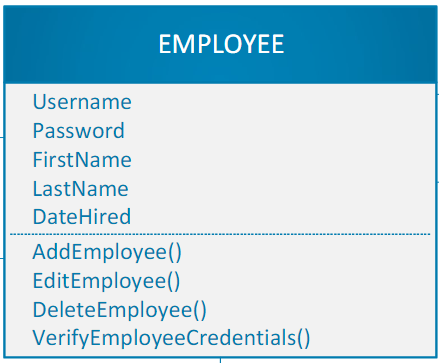 EMPLOYEE
Username
Password
FirstName
LastName
DateHired
AddEmployee()
EditEmployee()
DeleteEmployee()
VerifyEmployeeCredentials()